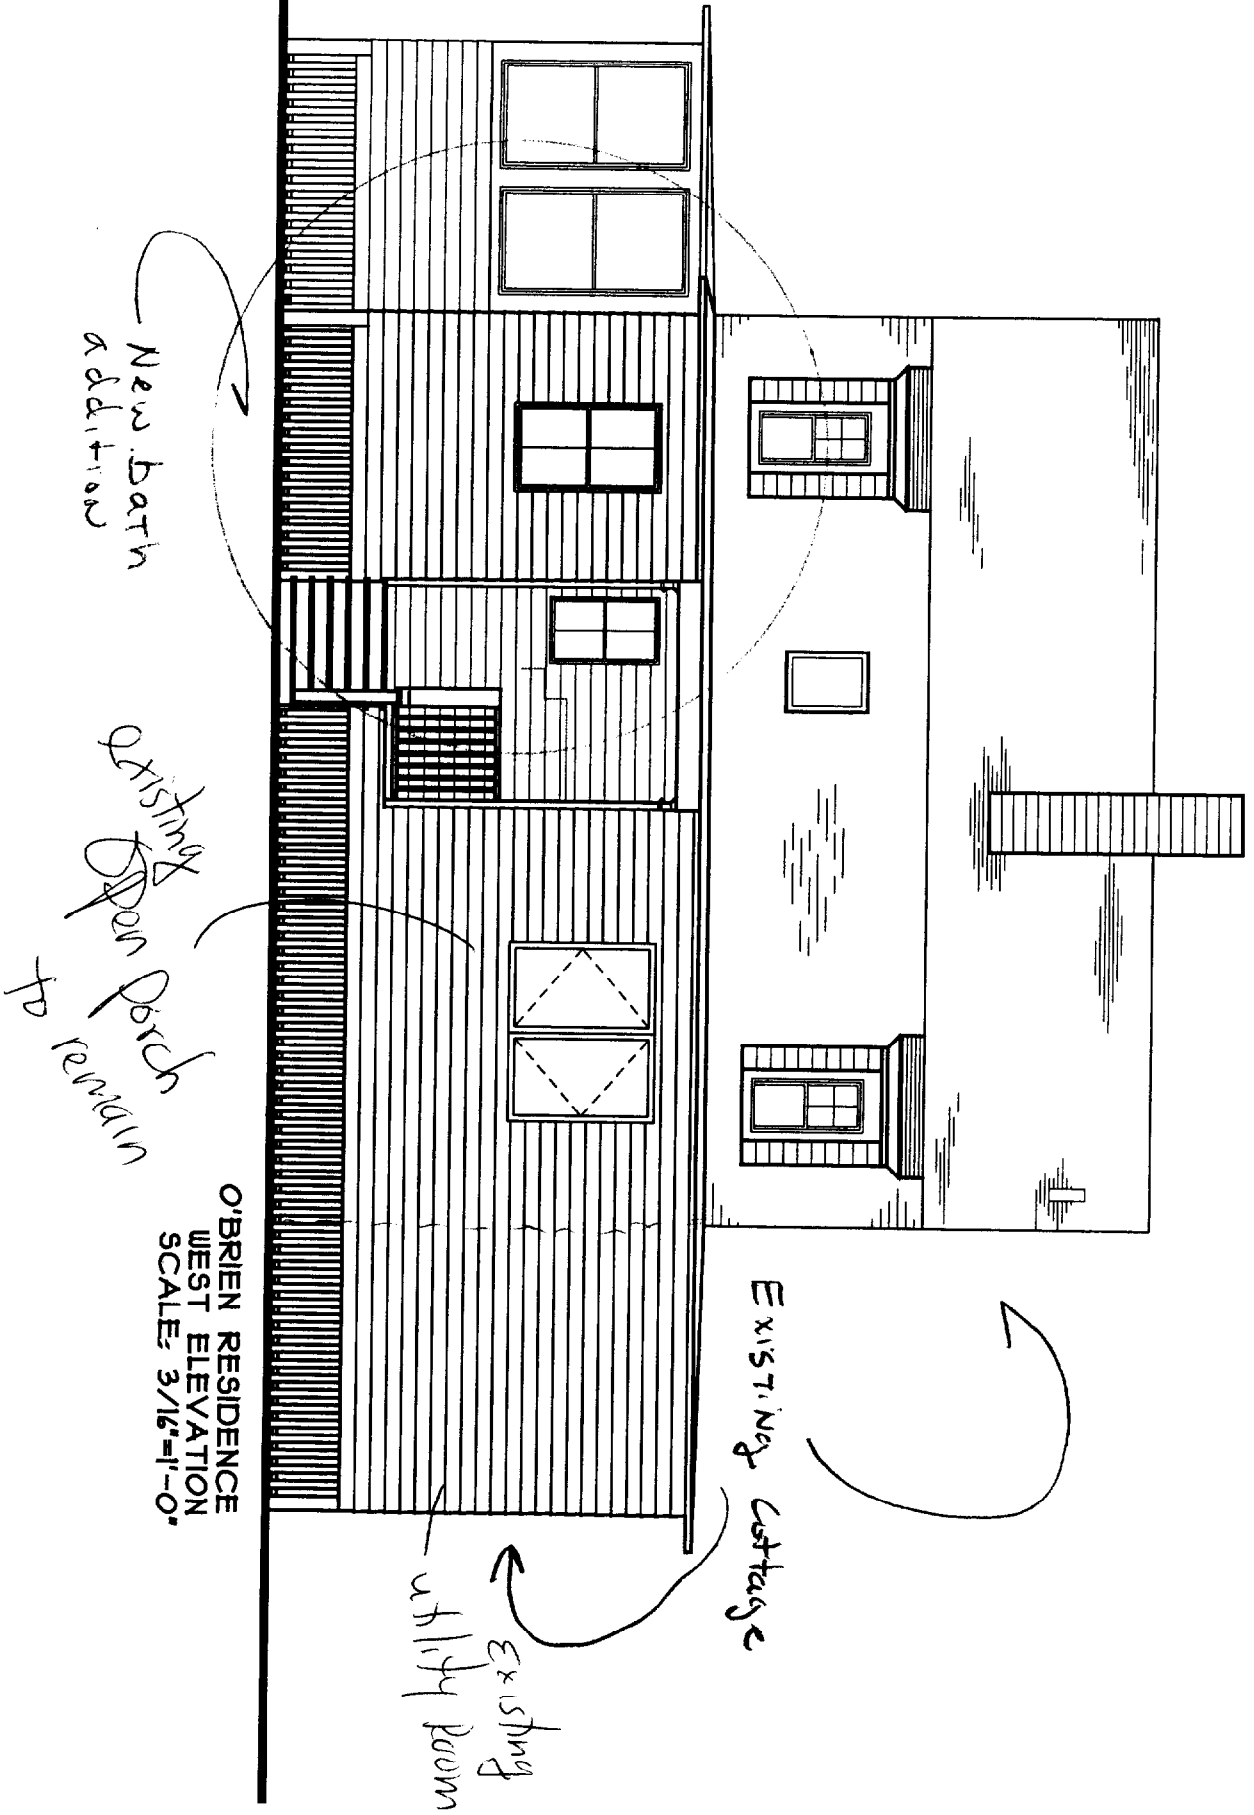 Existing Cottage
New bath
addition
existing
Open Porch
to remain
Existing
utility Room
O'BRIEN RESIDENCE
WEST ELEVATION
SCALE: 3/16"=1'-0"